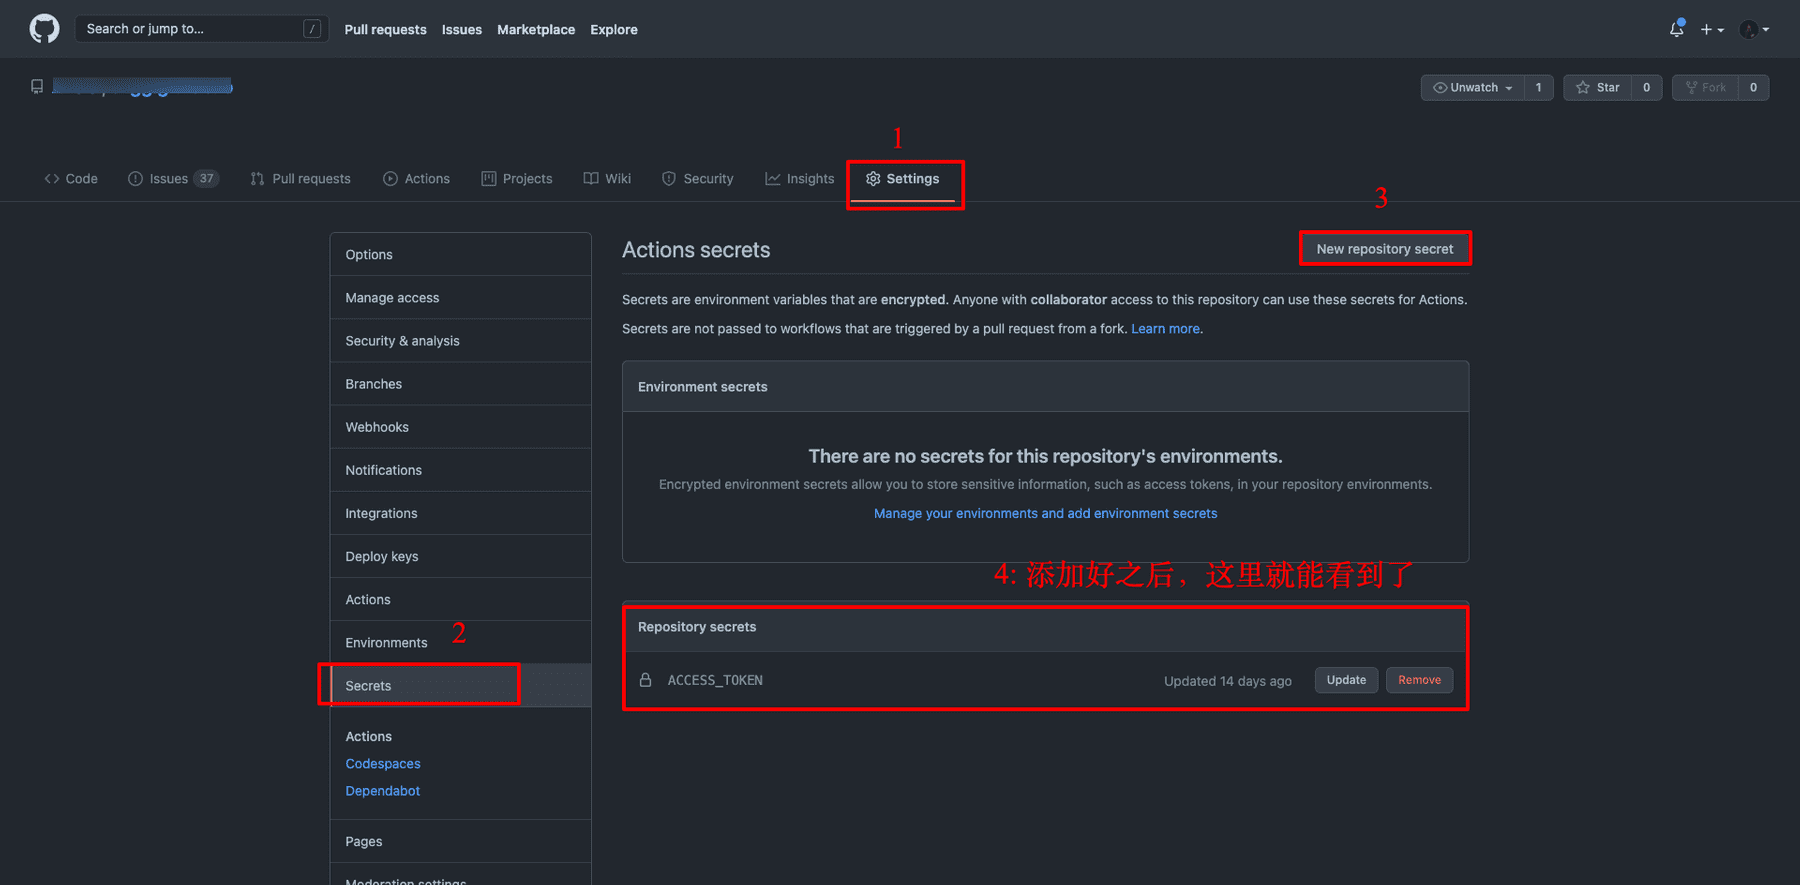 Search or jump to... / Pull requests Issues Marketplace Explore
Unwatch 1 Star 0 Fork 0
1
Code Issues 37 Pull requests Actions Projects Wiki Security Insights Settings
3
Actions secrets New repository secret
Secrets are environment variables that are encrypted. Anyone with collaborator access to this repository can use these secrets for Actions.
Secrets are not passed to workflows that are triggered by a pull request from a fork. Learn more.
Environment secrets
There are no secrets for this repository's environments.
Encrypted environment secrets allow you to store sensitive information, such as access tokens, in your repository environments.
Manage your environments and add environment secrets
4: 添加好之后，这里就能看到了
Repository secrets
ACCESS_TOKEN Updated 14 days ago Update Remove
Options
Manage access
Security & analysis
Branches
Webhooks
Notifications
Integrations
Deploy keys
Actions
Environments
2
Secrets
Actions
Codespaces
Dependabot
Pages
Moderation settings